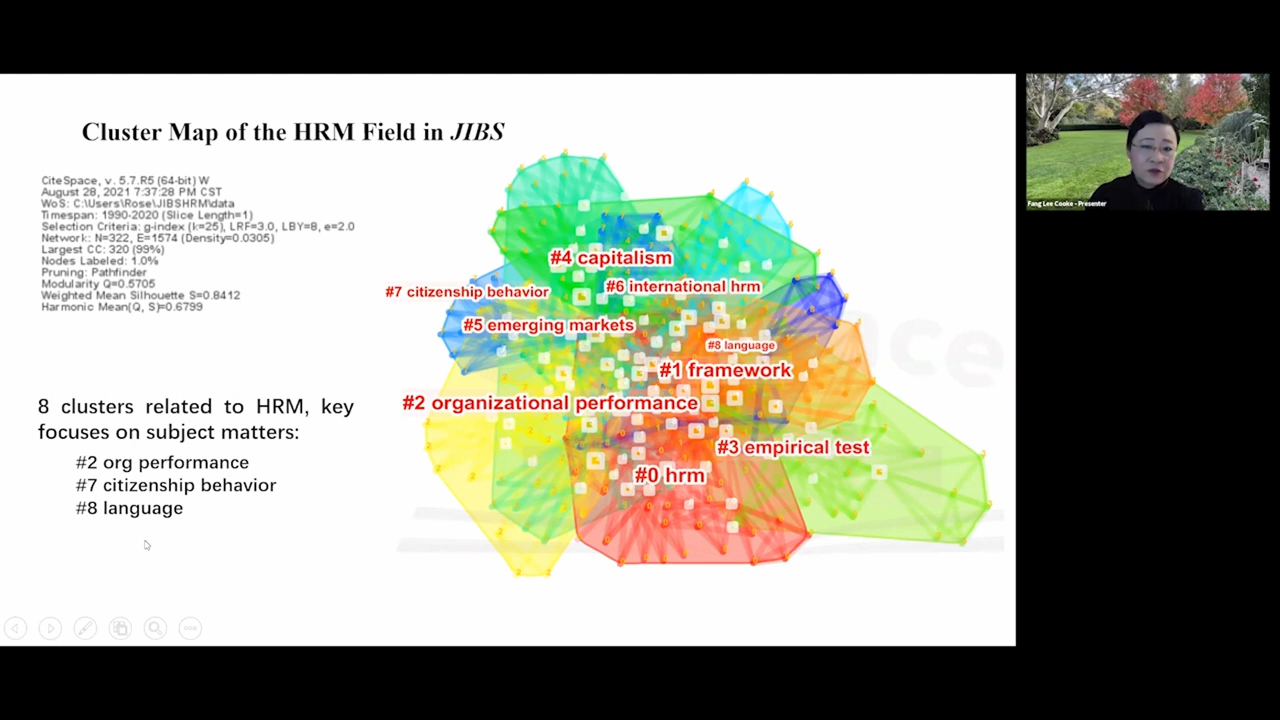 Cluster Map of the HRM Field in JIBS
CiteSpace, v. 5.7.R5 (64-bit) W
August 28, 2021 7:37:28 PM CST
WoS: C:\Users\Rose\JIBSHRM\data
Timespan: 1990-2020 (Slice Length=1)
Selection Criteria: g-index (k=25), LRF=3.0, LBY=8, e=2.0
Network: N=322, E=1574 (Density=0.0305)
Largest CC: 320 (99%)
Nodes Labeled: 1.0%
Pruning: Pathfinder
Modularity Q=0.5705
Weighted Mean Silhouette S=0.8412
Harmonic Mean(Q, S)=0.6799
8 clusters related to HRM, key
focuses on subject matters:
#2 org performance
#7 citizenship behavior
#8 language
#4 capitalism
#6 international hrm
#7 citizenship behavior
#5 emerging markets
#8 language
#1 framework
#2 organizational performance
#3 empirical test
#0 hrm
Fang Lee Cooke - Presenter